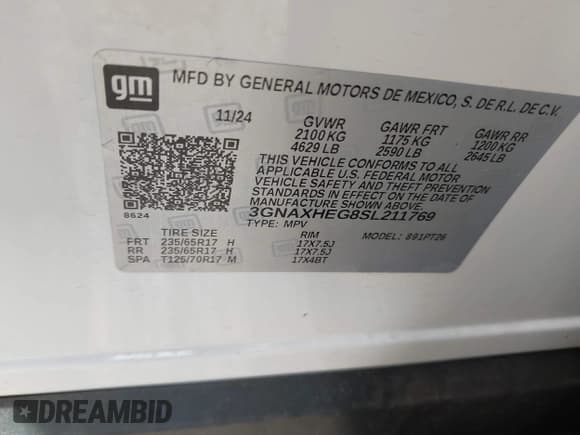 gm
MFD BY GENERAL MOTORS DE MEXICO, S. DE R.L. DE C.V.
11/24 GVWR GAWR FRT GAWR RR
2100 KG 1175 KG 1200 KG
4629 LB 2590 LB 2645 LB
THIS VEHICLE CONFORMS TO ALL
APPLICABLE U.S. FEDERAL MOTOR
VEHICLE SAFETY AND THEFT PREVENTION
STANDARDS IN EFFECT ON THE DATE OF
MANUFACTURE SHOWN ABOVE.
8624 3GNAXHEG8SL211769
TYPE: MPV MODEL: 891PT26
TIRE SIZE RIM
FRT 235/65R17 H 17X7.5J
RR 235/65R17 H 17X7.5J
SPA T125/70R17 M 17X4BT
DREAMBID